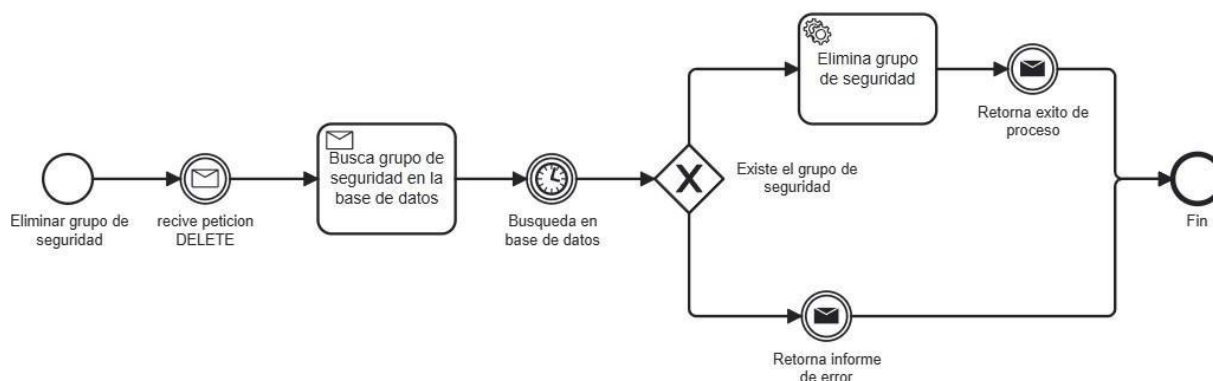 Eliminar grupo de
seguridad
recive peticion
DELETE
Busca grupo de
seguridad en la
base de datos
Busqueda en
base de datos
Existe el grupo de
seguridad
Elimina grupo
de seguridad
Retorna exito de
proceso
Retorna informe
de error
Fin